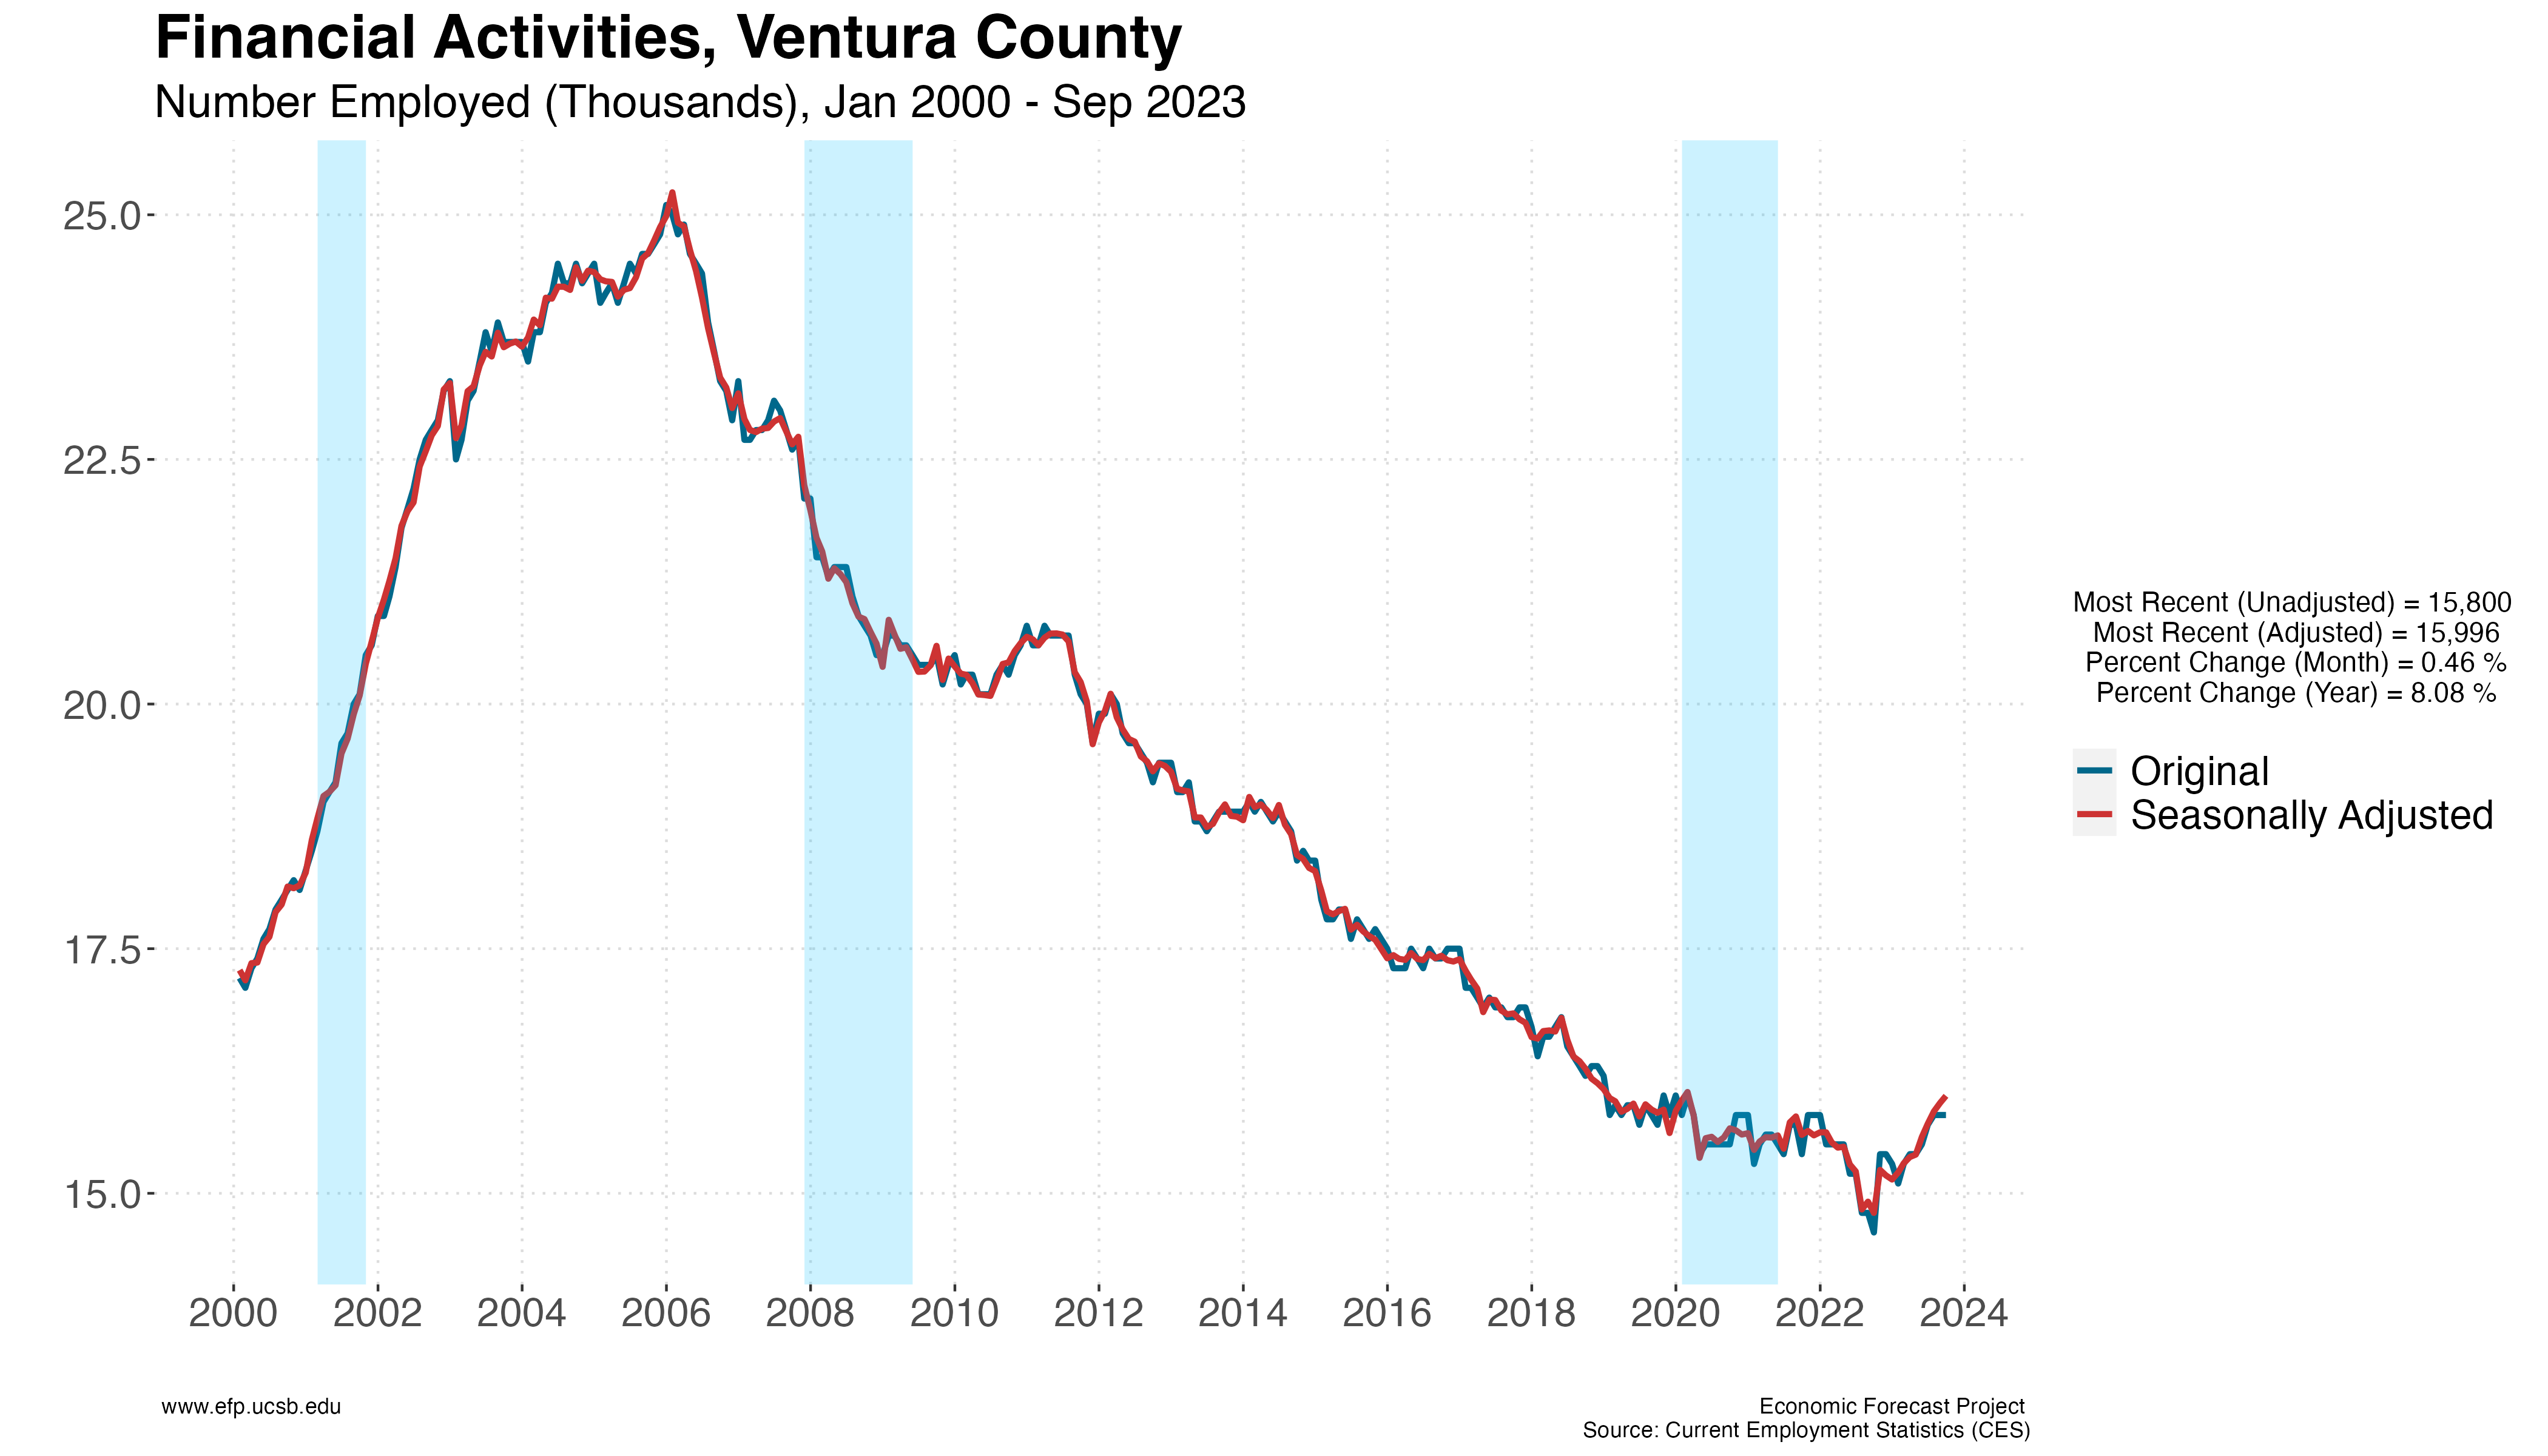 Financial Activities, Ventura County
Number Employed (Thousands), Jan 2000 - Sep 2023
25.0
22.5
20.0
17.5
15.0
2000 2002 2004 2006 2008 2010 2012 2014 2016 2018 2020 2022 2024
Most Recent (Unadjusted) = 15,800
Most Recent (Adjusted) = 15,996
Percent Change (Month) = 0.46 %
Percent Change (Year) = 8.08 %
Original
Seasonally Adjusted
www.efp.ucsb.edu
Economic Forecast Project
Source: Current Employment Statistics (CES)